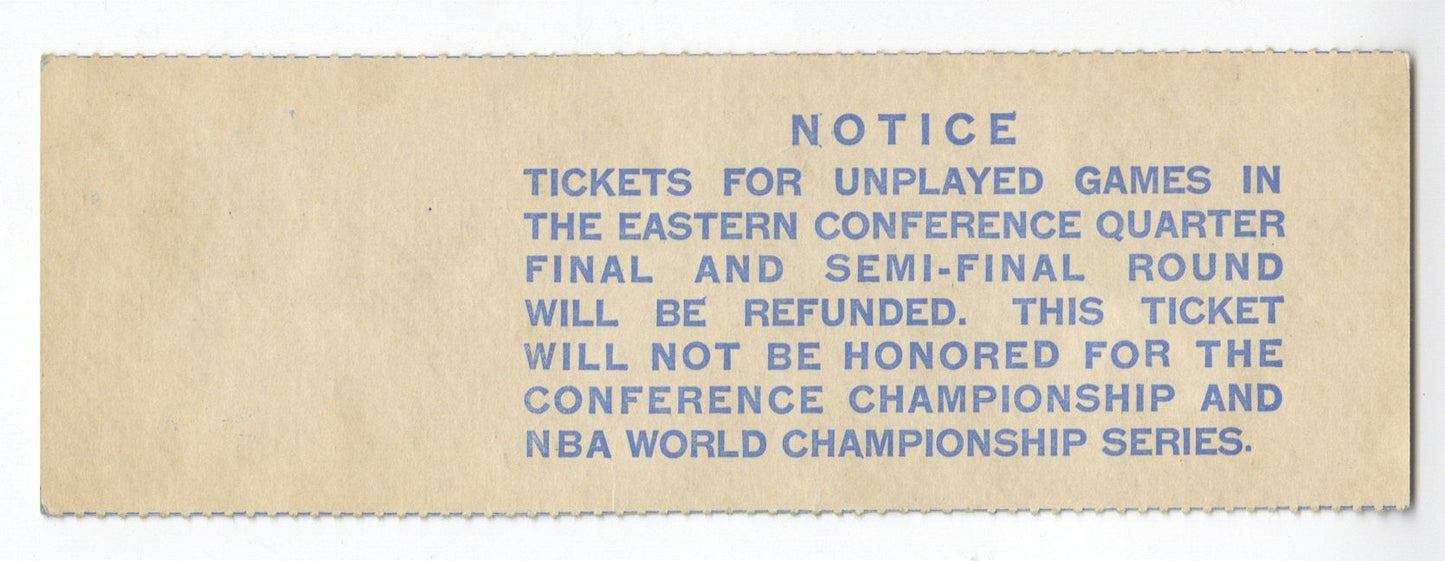 NOTICE
TICKETS FOR UNPLAYED GAMES IN
THE EASTERN CONFERENCE QUARTER
FINAL AND SEMI-FINAL ROUND
WILL BE REFUNDED. THIS TICKET
WILL NOT BE HONORED FOR THE
CONFERENCE CHAMPIONSHIP AND
NBA WORLD CHAMPIONSHIP SERIES.